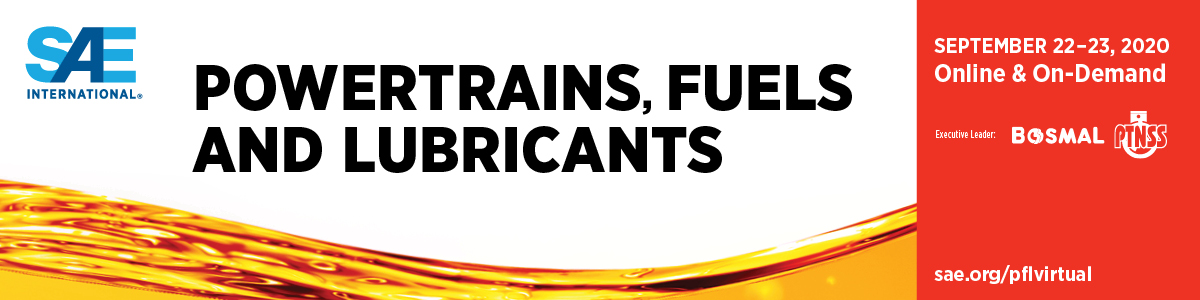 SAE
INTERNATIONAL®
POWERTRAINS, FUELS
AND LUBRICANTS
SEPTEMBER 22–23, 2020
Online & On-Demand
Executive Leader: BOSMAL PTNSS
sae.org/pflvirtual